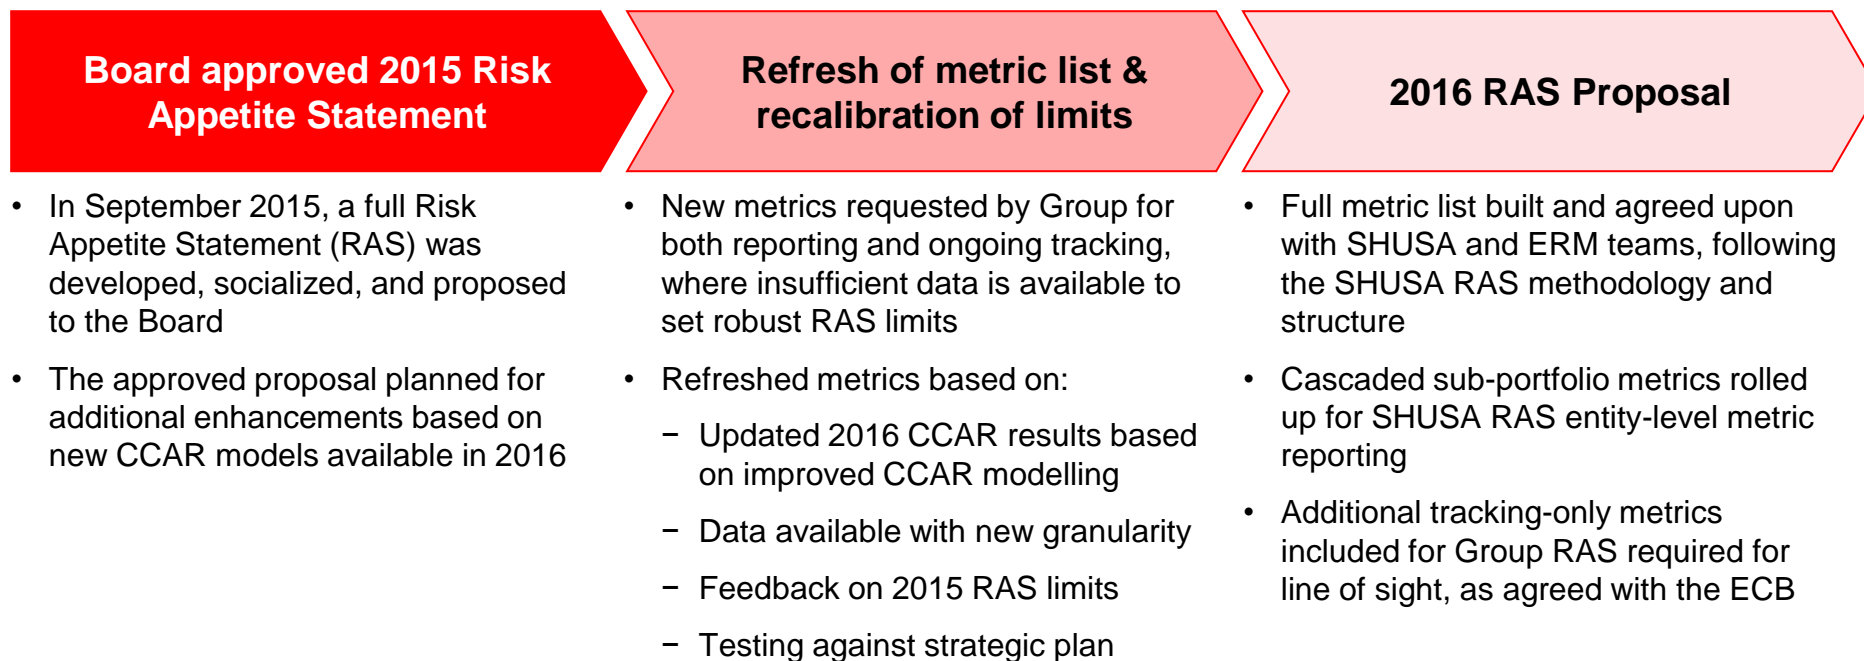 Board approved 2015 Risk
Appetite Statement
• In September 2015, a full Risk
Appetite Statement (RAS) was
developed, socialized, and proposed
to the Board
• The approved proposal planned for
additional enhancements based on
new CCAR models available in 2016
Refresh of metric list &
recalibration of limits
• New metrics requested by Group for
both reporting and ongoing tracking,
where insufficient data is available to
set robust RAS limits
• Refreshed metrics based on:
− Updated 2016 CCAR results based
on improved CCAR modelling
− Data available with new granularity
− Feedback on 2015 RAS limits
− Testing against strategic plan
2016 RAS Proposal
• Full metric list built and agreed upon
with SHUSA and ERM teams, following
the SHUSA RAS methodology and
structure
• Cascaded sub-portfolio metrics rolled
up for SHUSA RAS entity-level metric
reporting
• Additional tracking-only metrics
included for Group RAS required for
line of sight, as agreed with the ECB